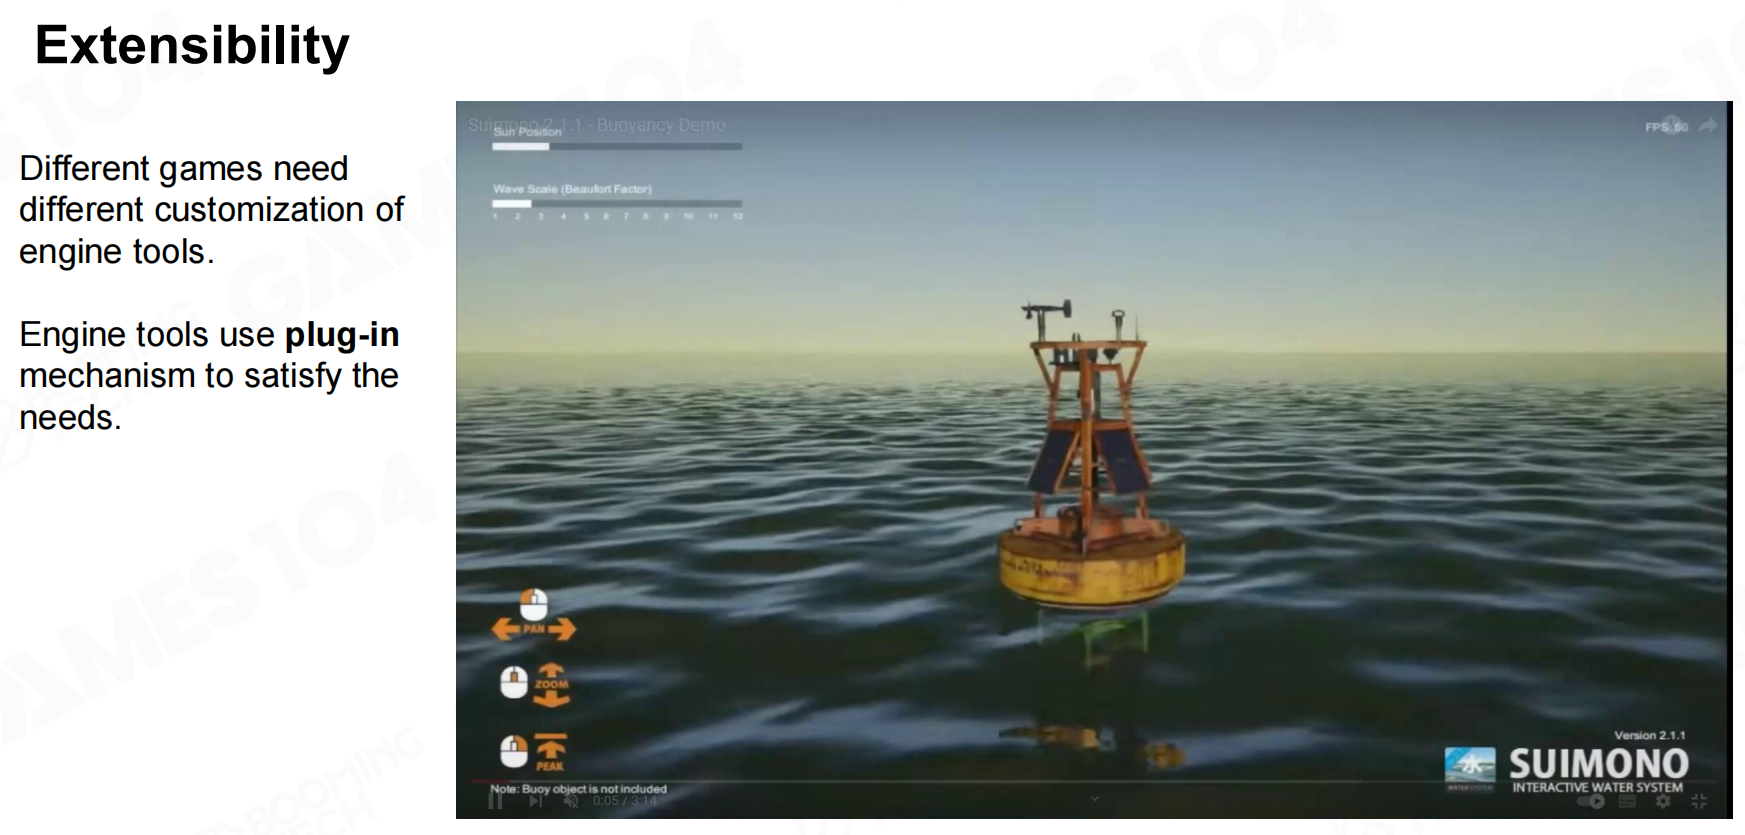 Extensibility
Different games need
different customization of
engine tools.
Engine tools use plug-in
mechanism to satisfy the
needs.
Suimono 2.1.1 - Buoyancy Demo
Sun Position
FPS: 60
Wave Scale (Beaufort Factor)
1 2 3 4 5 6 7 8 9 10 11 12
PAN
ZOOM
PEAK
Note: Buoy object is not included
0:05 / 3:14
Version 2.1.1
SUIMONO
INTERACTIVE WATER SYSTEM
WATER SYSTEM
GAMES104
BOOMING
TECH